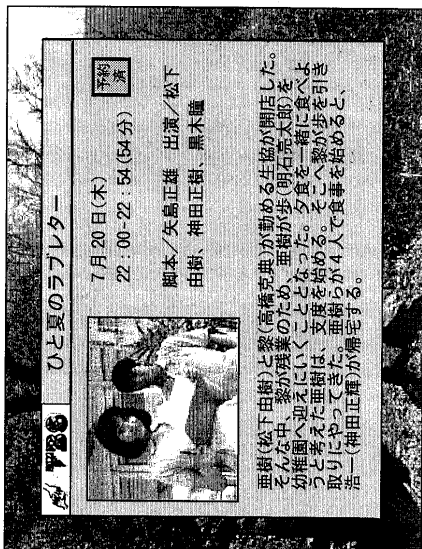 TBS
ひと夏のラブレター
7月20日(木)
予約
済
22:00-22:54(54分)
脚本/矢島正雄 出演/松下
由樹、神田正樹、黒木瞳
亜樹(松下由樹)と黎(高橋克典)が勤める生協が開店した。
そんな中、黎が残業のため、亜樹が歩(明石亮太郎)を
幼稚園へ迎えにいくこととなった。夕食を一緒に食べよ
うと考えた亜樹は、支度を始める。そこへ黎が歩を引き
取りにやってきた。亜樹らが4人で食事を始めると、
浩一(神田正輝)が帰宅する。